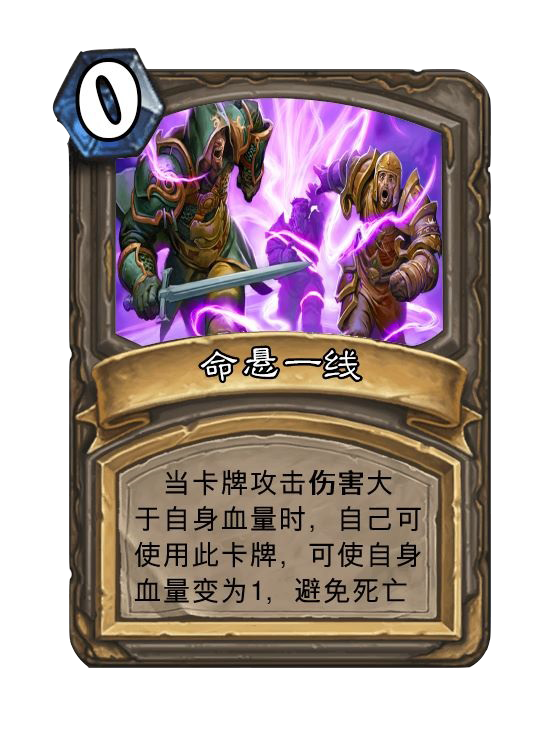 0
命悬一线
当卡牌攻击伤害大
于自身血量时，自己可
使用此卡牌，可使自身
血量变为1，避免死亡